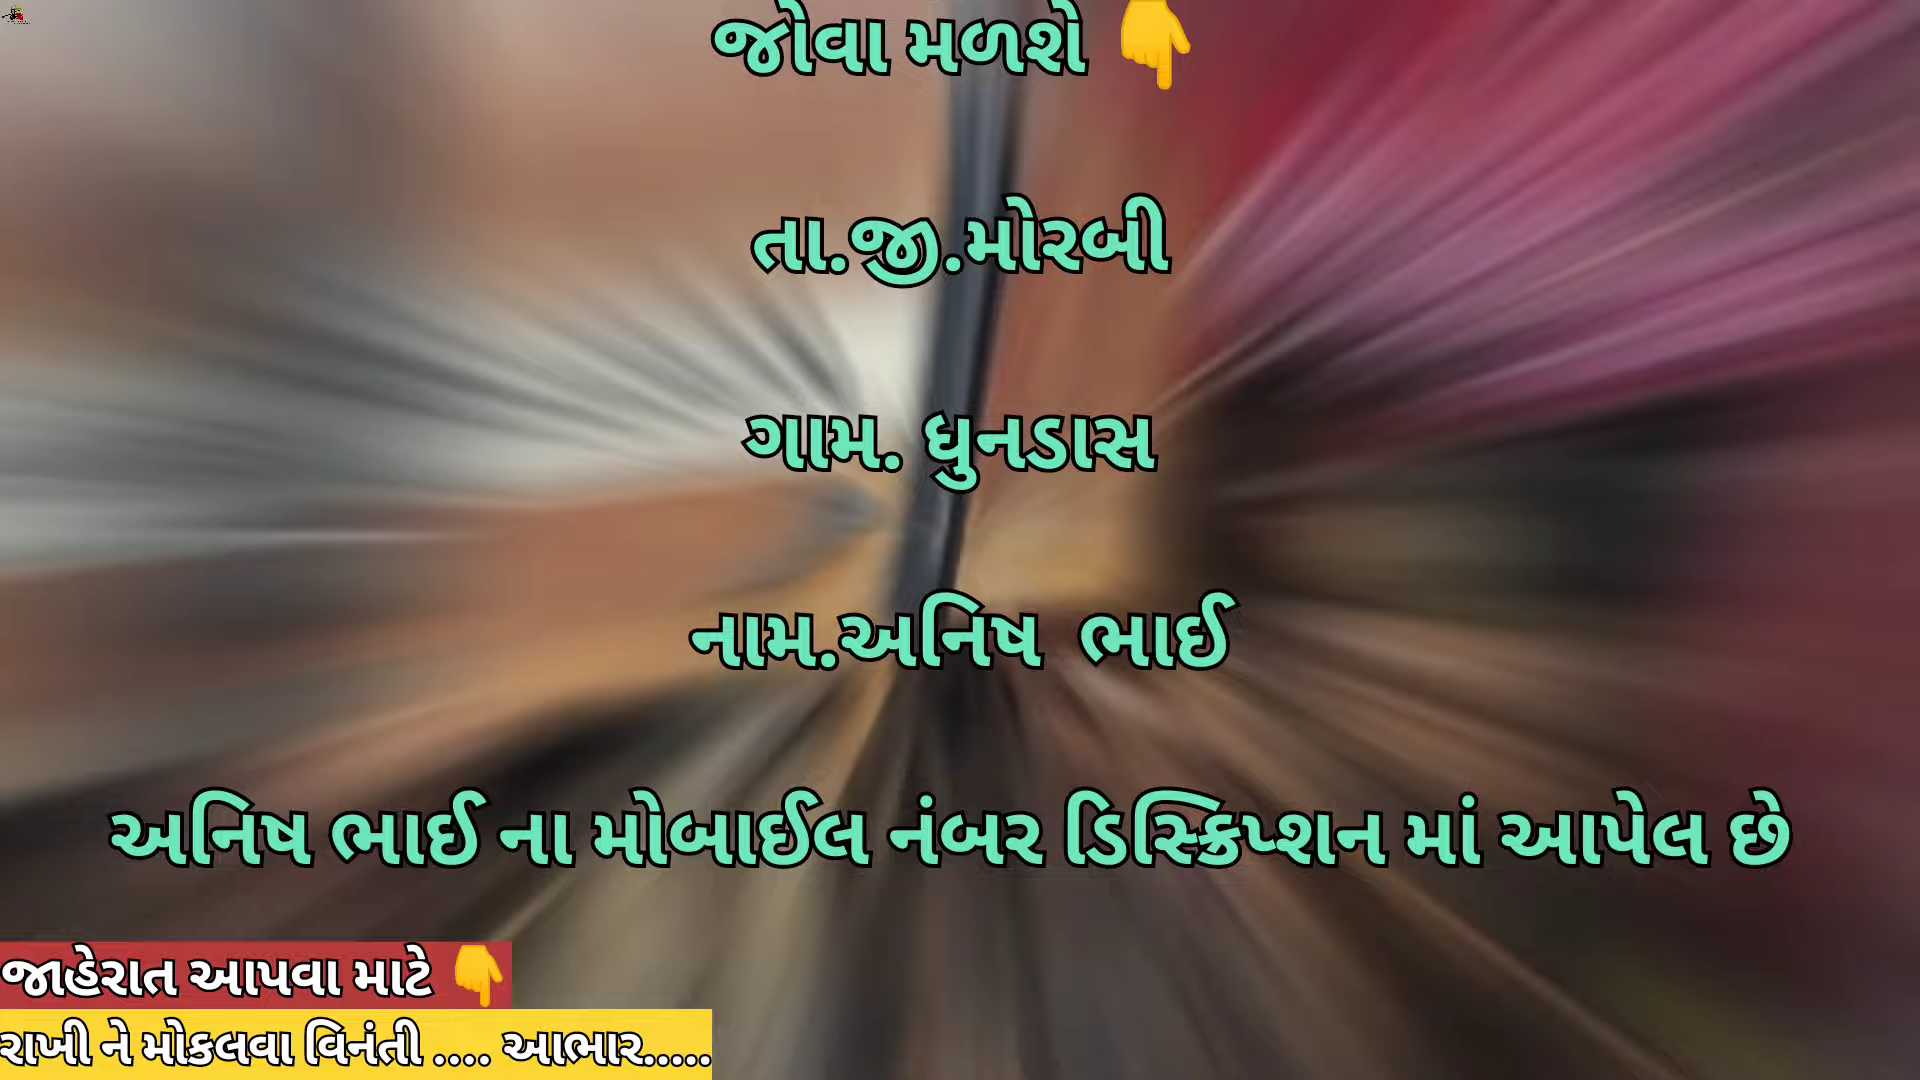 જોવા મળશે 👇
તા.જી.મોરબી
ગામ. ધુનડાસ
નામ.અનિષ ભાઈ
અનિષ ભાઈ ના મોબાઈલ નંબર ડિસ્ક્રિપ્શન માં આપેલ છે
જાહેરાત આપવા માટે 👇
રાખી ને મોકલવા વિનંતી .... આભાર.....